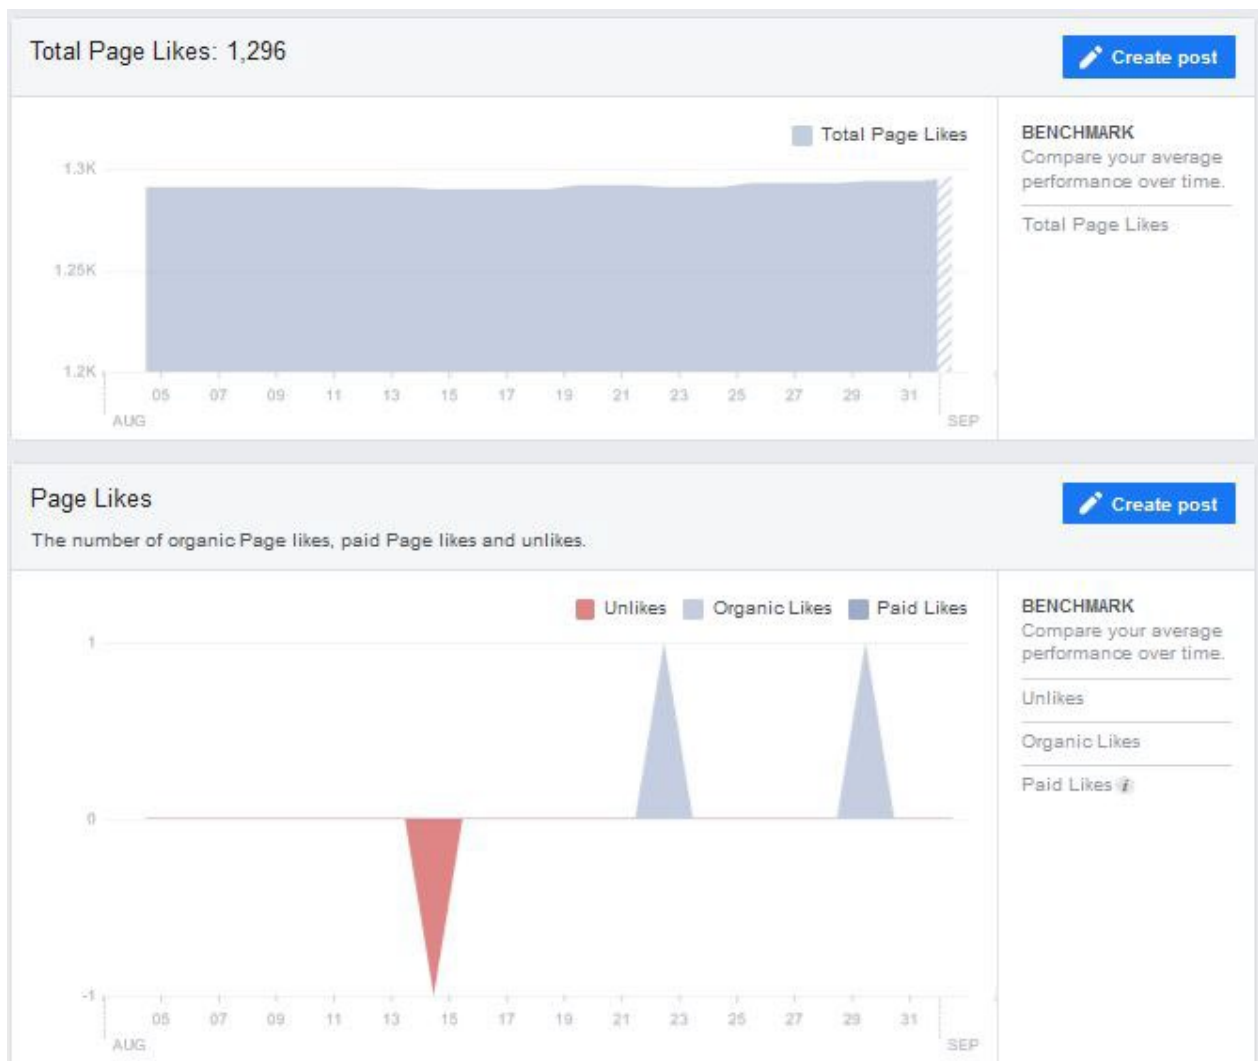 Total Page Likes: 1,296
Create post
Total Page Likes
BENCHMARK
Compare your average
performance over time.
Total Page Likes
1.3K
1.25K
1.2K
05 07 09 11 13 15 17 19 21 23 25 27 29 31
AUG SEP
Page Likes
Create post
The number of organic Page likes, paid Page likes and unlikes.
Unlikes Organic Likes Paid Likes
BENCHMARK
Compare your average
performance over time.
Unlikes
Organic Likes
Paid Likes i
1
0
-1
05 07 09 11 13 15 17 19 21 23 25 27 29 31
AUG SEP